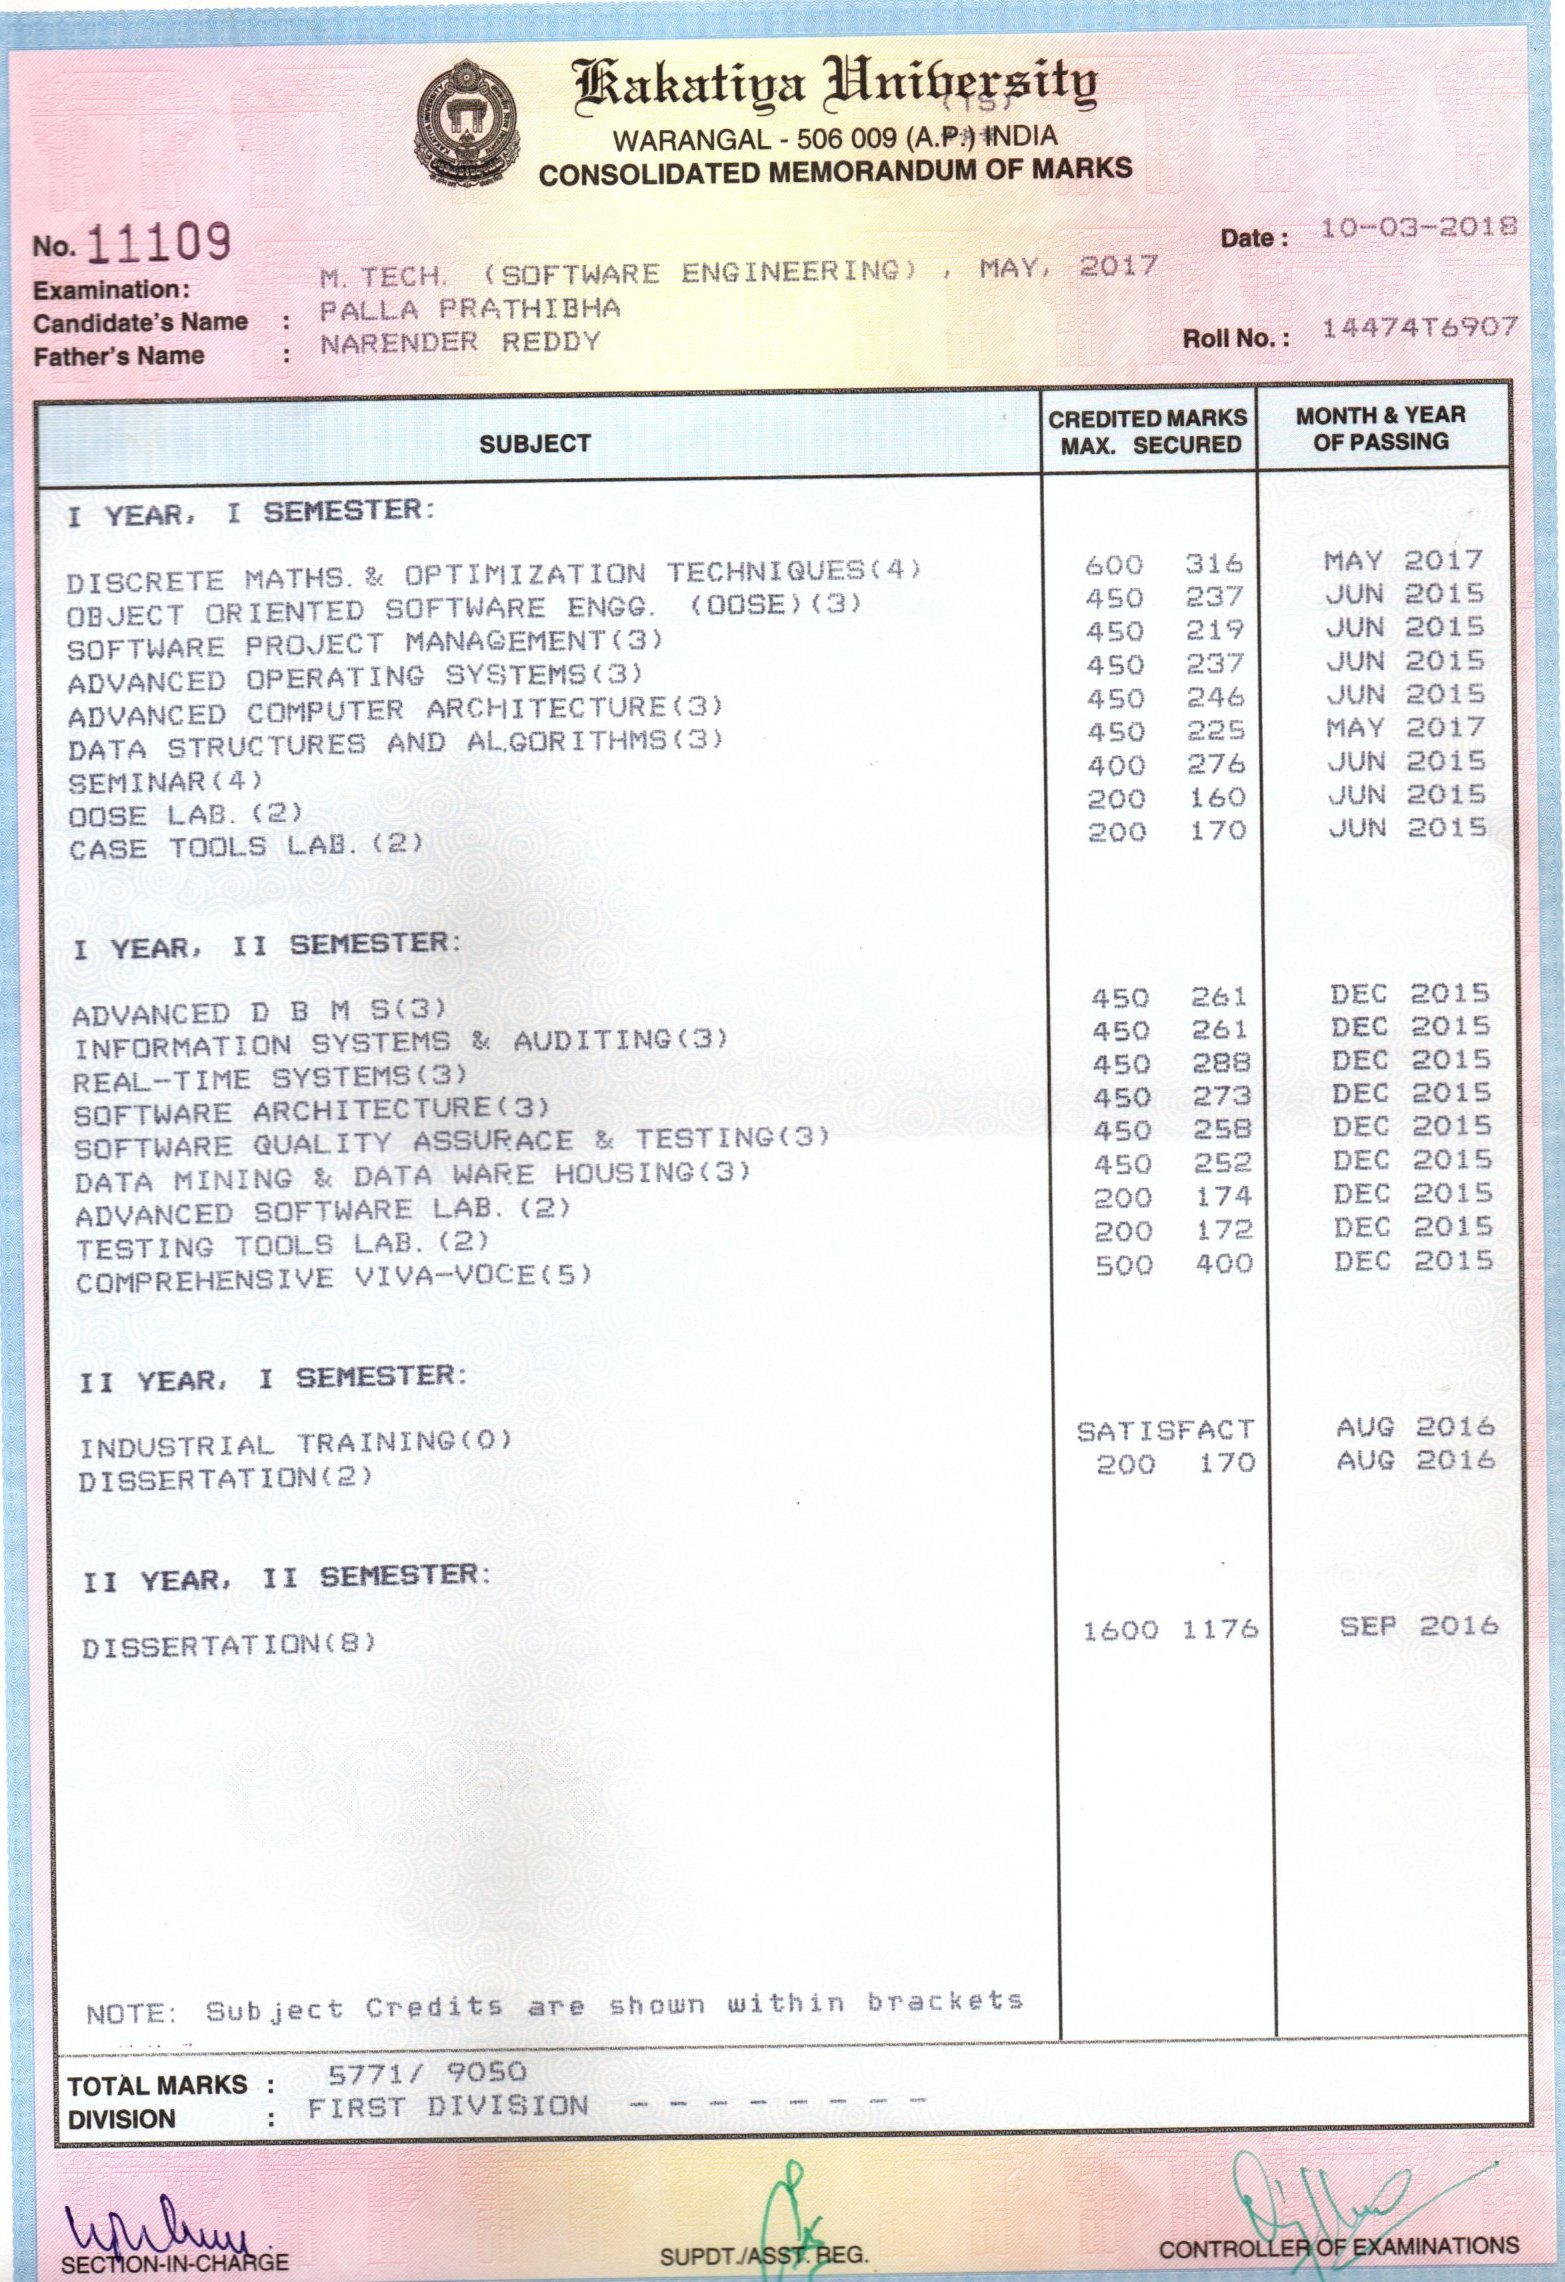 Kakatiya University
(TS)
WARANGAL - 506 009 (A.P.) INDIA
CONSOLIDATED MEMORANDUM OF MARKS
No. 11109
Date : 10-03-2018
Examination: M.TECH. (SOFTWARE ENGINEERING) , MAY, 2017
Candidate's Name : PALLA PRATHIBHA
Father's Name : NARENDER REDDY
Roll No. : 14474T6907
SUBJECT CREDITED MARKS MAX. SECURED MONTH & YEAR OF PASSING
I YEAR, I SEMESTER:
DISCRETE MATHS.& OPTIMIZATION TECHNIQUES(4) 600 316 MAY 2017
OBJECT ORIENTED SOFTWARE ENGG. (OOSE)(3) 450 237 JUN 2015
SOFTWARE PROJECT MANAGEMENT(3) 450 219 JUN 2015
ADVANCED OPERATING SYSTEMS(3) 450 237 JUN 2015
ADVANCED COMPUTER ARCHITECTURE(3) 450 246 JUN 2015
DATA STRUCTURES AND ALGORITHMS(3) 450 225 MAY 2017
SEMINAR(4) 400 276 JUN 2015
OOSE LAB.(2) 200 160 JUN 2015
CASE TOOLS LAB.(2) 200 170 JUN 2015
I YEAR, II SEMESTER:
ADVANCED D B M S(3) 450 261 DEC 2015
INFORMATION SYSTEMS & AUDITING(3) 450 261 DEC 2015
REAL-TIME SYSTEMS(3) 450 288 DEC 2015
SOFTWARE ARCHITECTURE(3) 450 273 DEC 2015
SOFTWARE QUALITY ASSURACE & TESTING(3) 450 258 DEC 2015
DATA MINING & DATA WARE HOUSING(3) 450 252 DEC 2015
ADVANCED SOFTWARE LAB.(2) 200 174 DEC 2015
TESTING TOOLS LAB.(2) 200 172 DEC 2015
COMPREHENSIVE VIVA-VOCE(5) 500 400 DEC 2015
II YEAR, I SEMESTER:
INDUSTRIAL TRAINING(0) SATISFACT AUG 2016
DISSERTATION(2) 200 170 AUG 2016
II YEAR, II SEMESTER:
DISSERTATION(8) 1600 1176 SEP 2016
NOTE: Subject Credits are shown within brackets
TOTAL MARKS : 5771/ 9050
DIVISION : FIRST DIVISION - - - - - - - -
SECTION-IN-CHARGE
SUPDT./ASST. REG.
CONTROLLER OF EXAMINATIONS